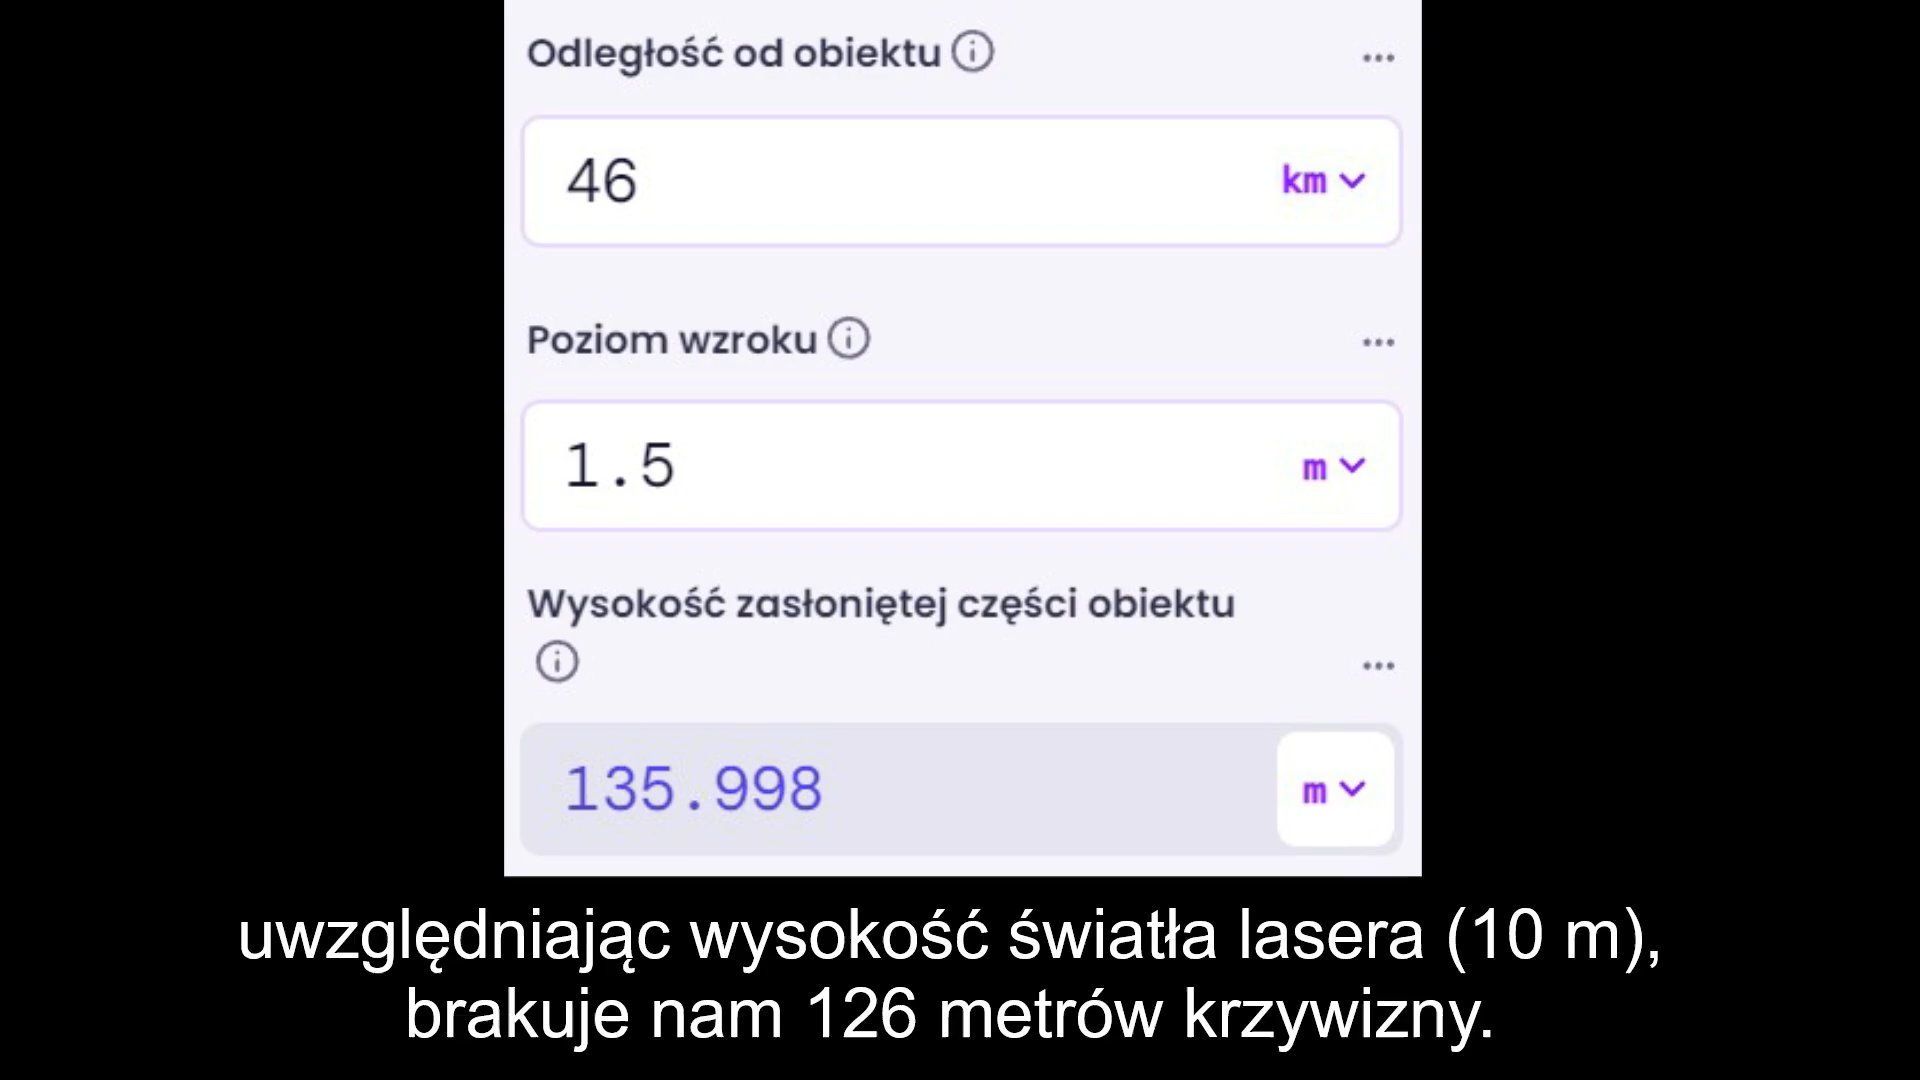 Odległość od obiektu
46 km
Poziom wzroku
1.5 m
Wysokość zasłoniętej części obiektu
135.998 m
uwzględniając wysokość światła lasera (10 m),
brakuje nam 126 metrów krzywizny.